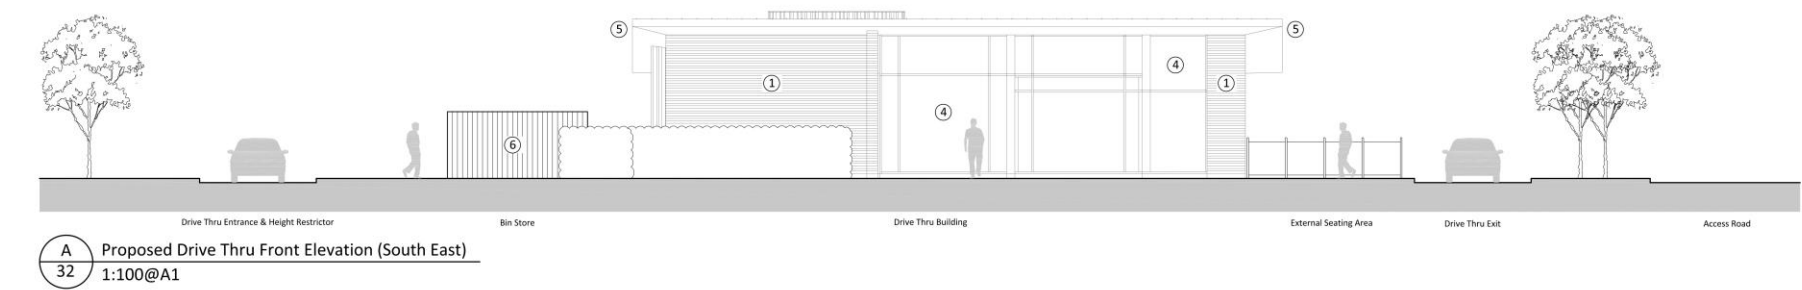 5
5
4
1
1
4
6
Drive Thru Entrance & Height Restrictor
Bin Store
Drive Thru Building
External Seating Area
Drive Thru Exit
Access Road
A
Proposed Drive Thru Front Elevation (South East)
32
1:100@A1